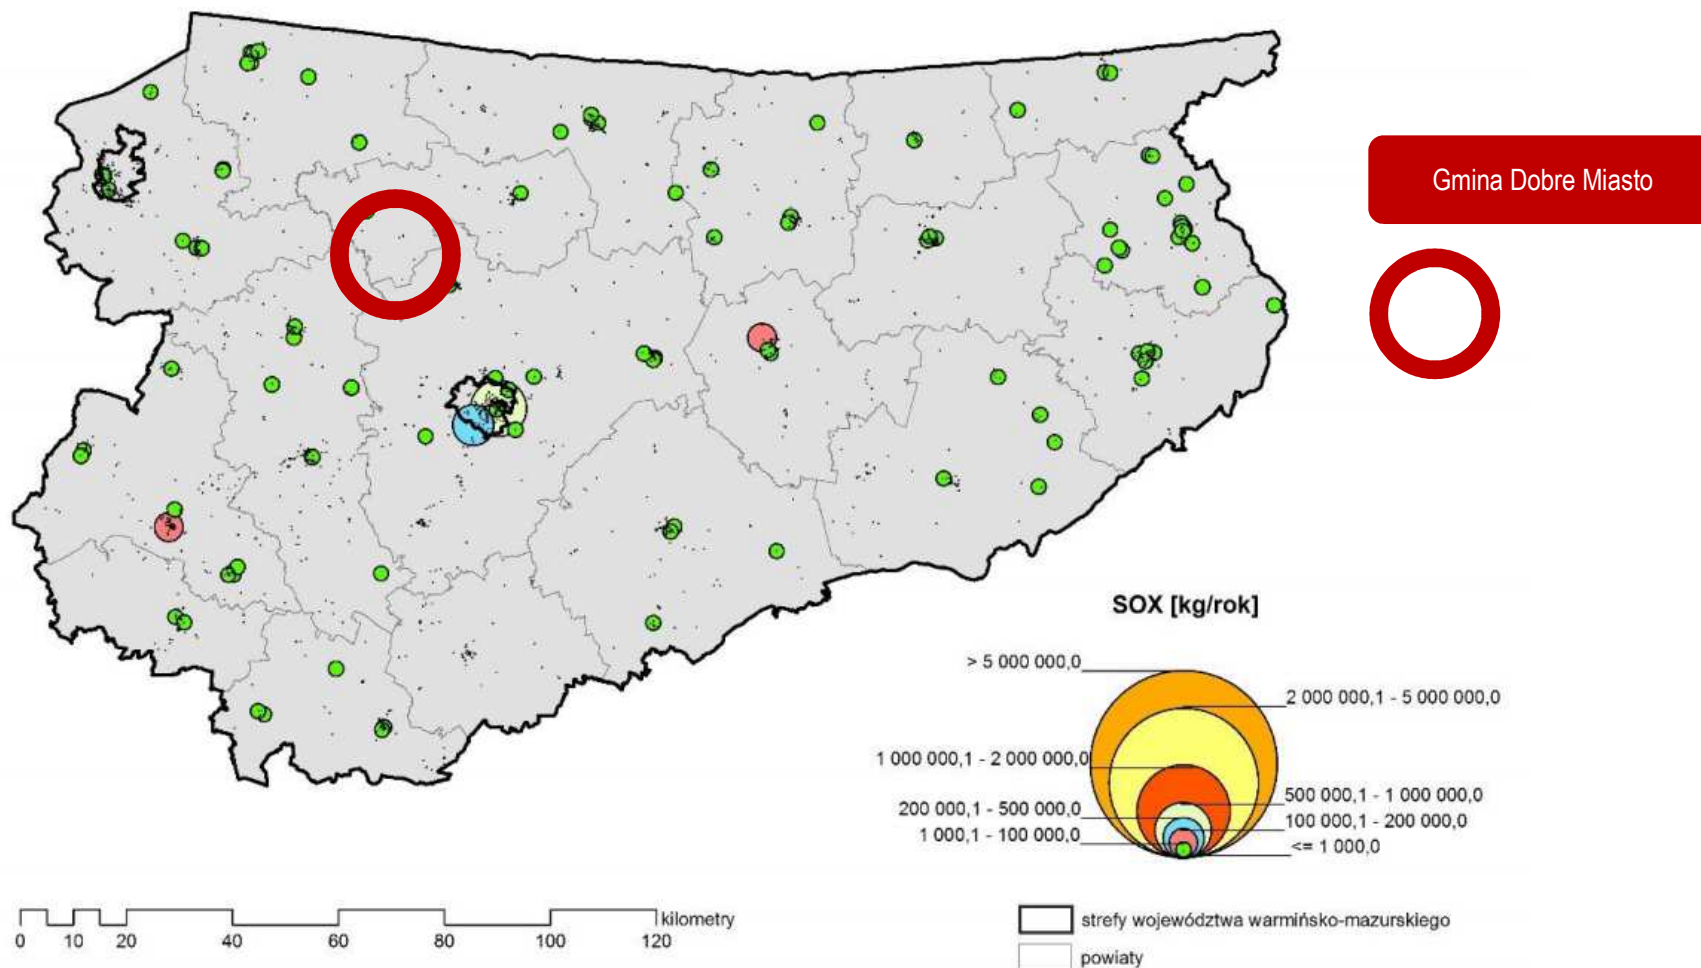 Gmina Dobre Miasto
SOX [kg/rok]
> 5 000 000,0
2 000 000,1 - 5 000 000,0
1 000 000,1 - 2 000 000,0
500 000,1 - 1 000 000,0
200 000,1 - 500 000,0
100 000,1 - 200 000,0
1 000,1 - 100 000,0
<= 1 000,0
kilometry
0 10 20 40 60 80 100 120
strefy województwa warmińsko-mazurskiego
powiaty